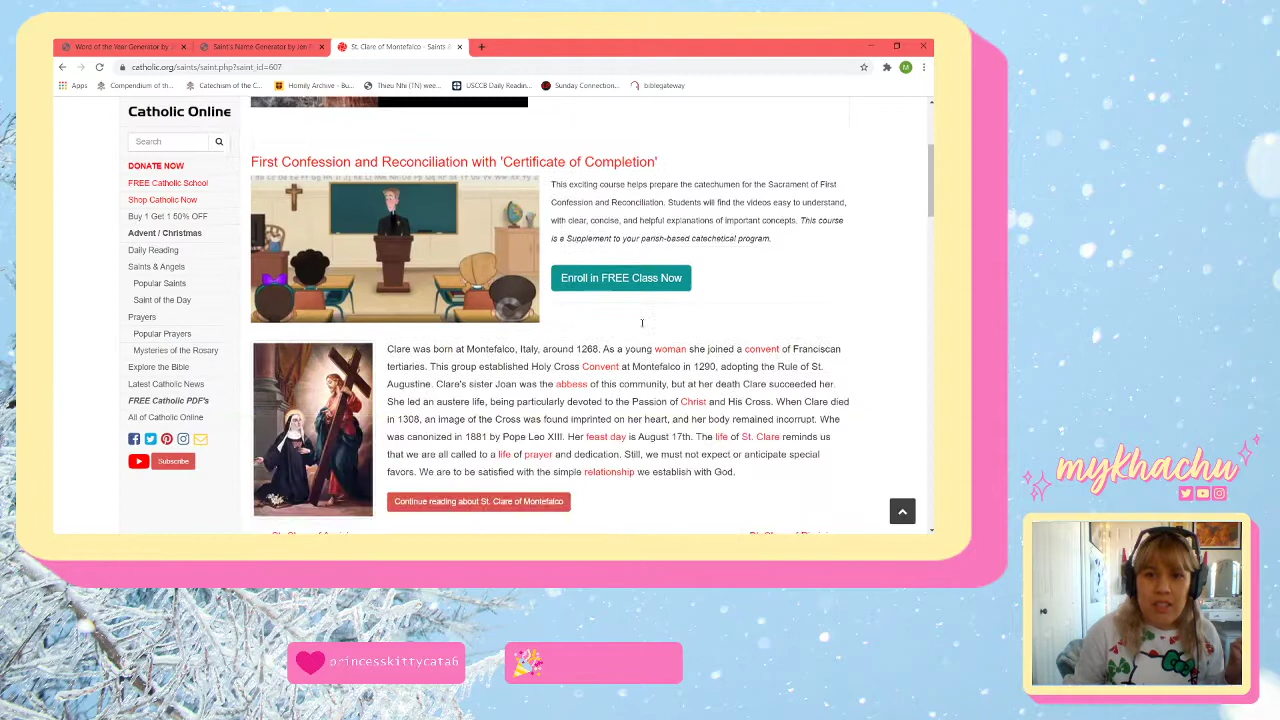 Word of the Year Generator by J
Saint's Name Generator by Jen F
St. Clare of Montefalco - Saints &
catholic.org/saints/saint.php?saint_id=607
M
Apps
Compendium of th...
Catechism of the C...
Homily Archive - Bu...
Thieu Nhi (TN) wee...
USCCB Daily Readin...
Sunday Connection...
biblegateway
Catholic Online
Search
DONATE NOW
FREE Catholic School
Shop Catholic Now
Buy 1 Get 1 50% OFF
Advent / Christmas
Daily Reading
Saints & Angels
Popular Saints
Saint of the Day
Prayers
Popular Prayers
Mysteries of the Rosary
Explore the Bible
Latest Catholic News
FREE Catholic PDF's
All of Catholic Online
Subscribe
First Confession and Reconciliation with 'Certificate of Completion'
This exciting course helps prepare the catechumen for the Sacrament of First
Confession and Reconciliation. Students will find the videos easy to understand,
with clear, concise, and helpful explanations of important concepts. This course
is a Supplement to your parish-based catechetical program.
Enroll in FREE Class Now
Clare was born at Montefalco, Italy, around 1268. As a young woman she joined a convent of Franciscan
tertiaries. This group established Holy Cross Convent at Montefalco in 1290, adopting the Rule of St.
Augustine. Clare's sister Joan was the abbess of this community, but at her death Clare succeeded her.
She led an austere life, being particularly devoted to the Passion of Christ and His Cross. When Clare died
in 1308, an image of the Cross was found imprinted on her heart, and her body remained incorrupt. Whe
was canonized in 1881 by Pope Leo XIII. Her feast day is August 17th. The life of St. Clare reminds us
that we are all called to a life of prayer and dedication. Still, we must not expect or anticipate special
favors. We are to be satisfied with the simple relationship we establish with God.
Continue reading about St. Clare of Montefalco
mykhachu
princesskittycata6